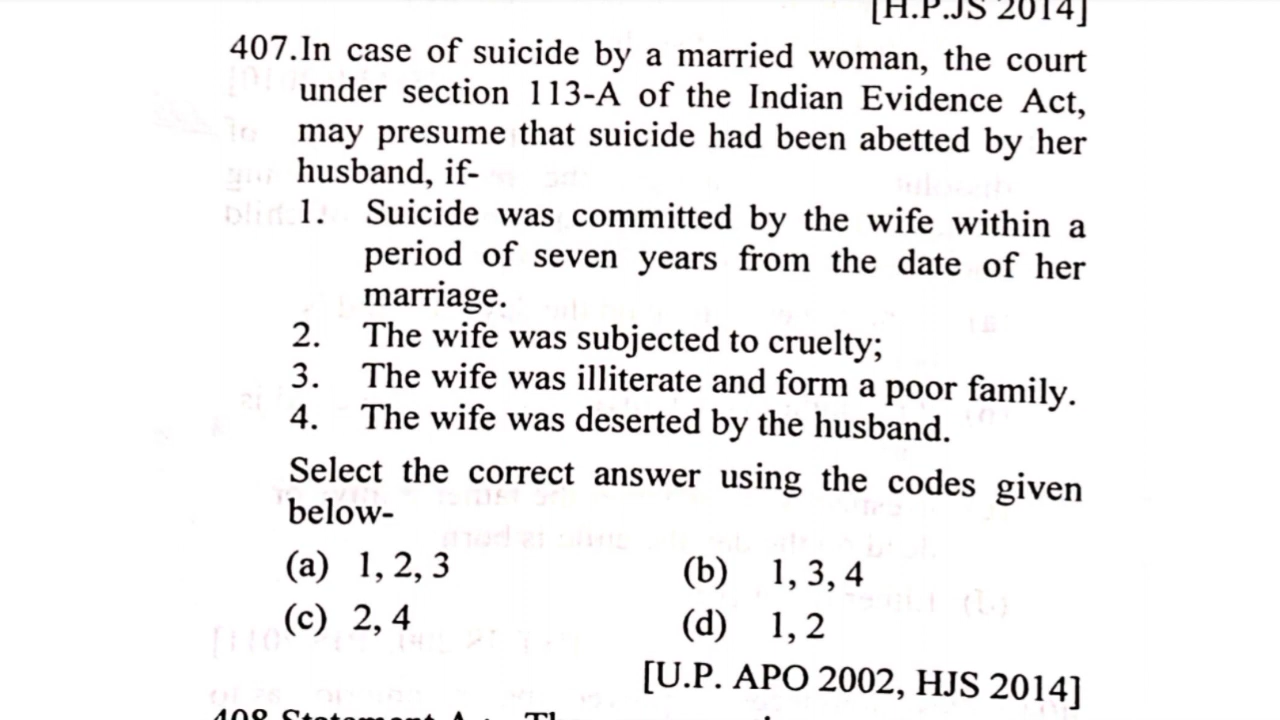 [H.P.JS 2014]
407.In case of suicide by a married woman, the court
under section 113-A of the Indian Evidence Act,
may presume that suicide had been abetted by her
husband, if-
1. Suicide was committed by the wife within a
period of seven years from the date of her
marriage.
2. The wife was subjected to cruelty;
3. The wife was illiterate and form a poor family.
4. The wife was deserted by the husband.
Select the correct answer using the codes given
below-
(a) 1, 2, 3 (b) 1, 3, 4
(c) 2, 4 (d) 1, 2
[U.P. APO 2002, HJS 2014]
408 Statement A : The